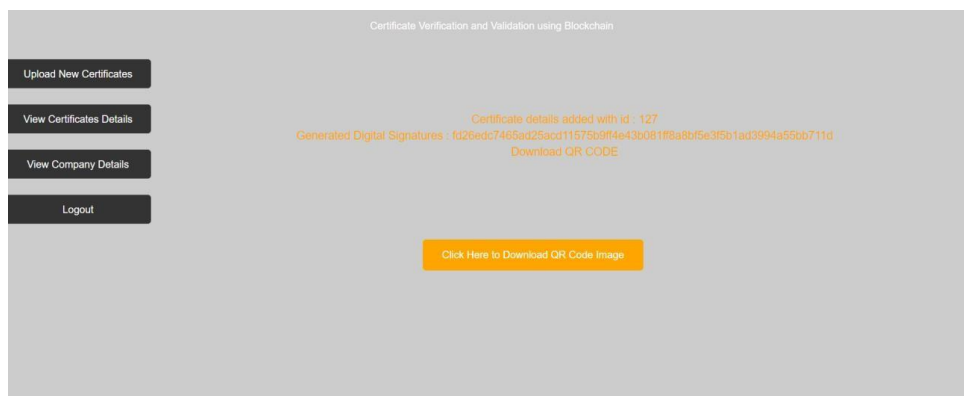 Certificate Verification and Validation using Blockchain
Upload New Certificates
View Certificates Details
View Company Details
Logout
Certificate details added with id : 127
Generated Digital Signatures : fd26edc7465ad25acd11575b9ff4e43b081ff8a8bf5e3f5b1ad3994a55bb711d
Download QR CODE
Click Here to Download QR Code Image